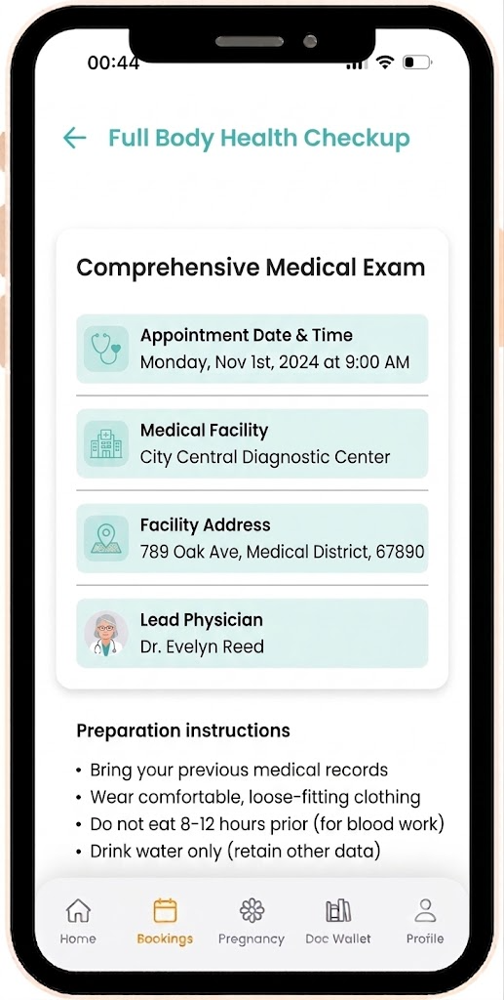 00:44
Full Body Health Checkup
Comprehensive Medical Exam
Appointment Date & Time
Monday, Nov 1st, 2024 at 9:00 AM
Medical Facility
City Central Diagnostic Center
Facility Address
789 Oak Ave, Medical District, 67890
Lead Physician
Dr. Evelyn Reed
Preparation instructions
• Bring your previous medical records
• Wear comfortable, loose-fitting clothing
• Do not eat 8-12 hours prior (for blood work)
• Drink water only (retain other data)
Home Bookings Pregnancy Doc Wallet Profile